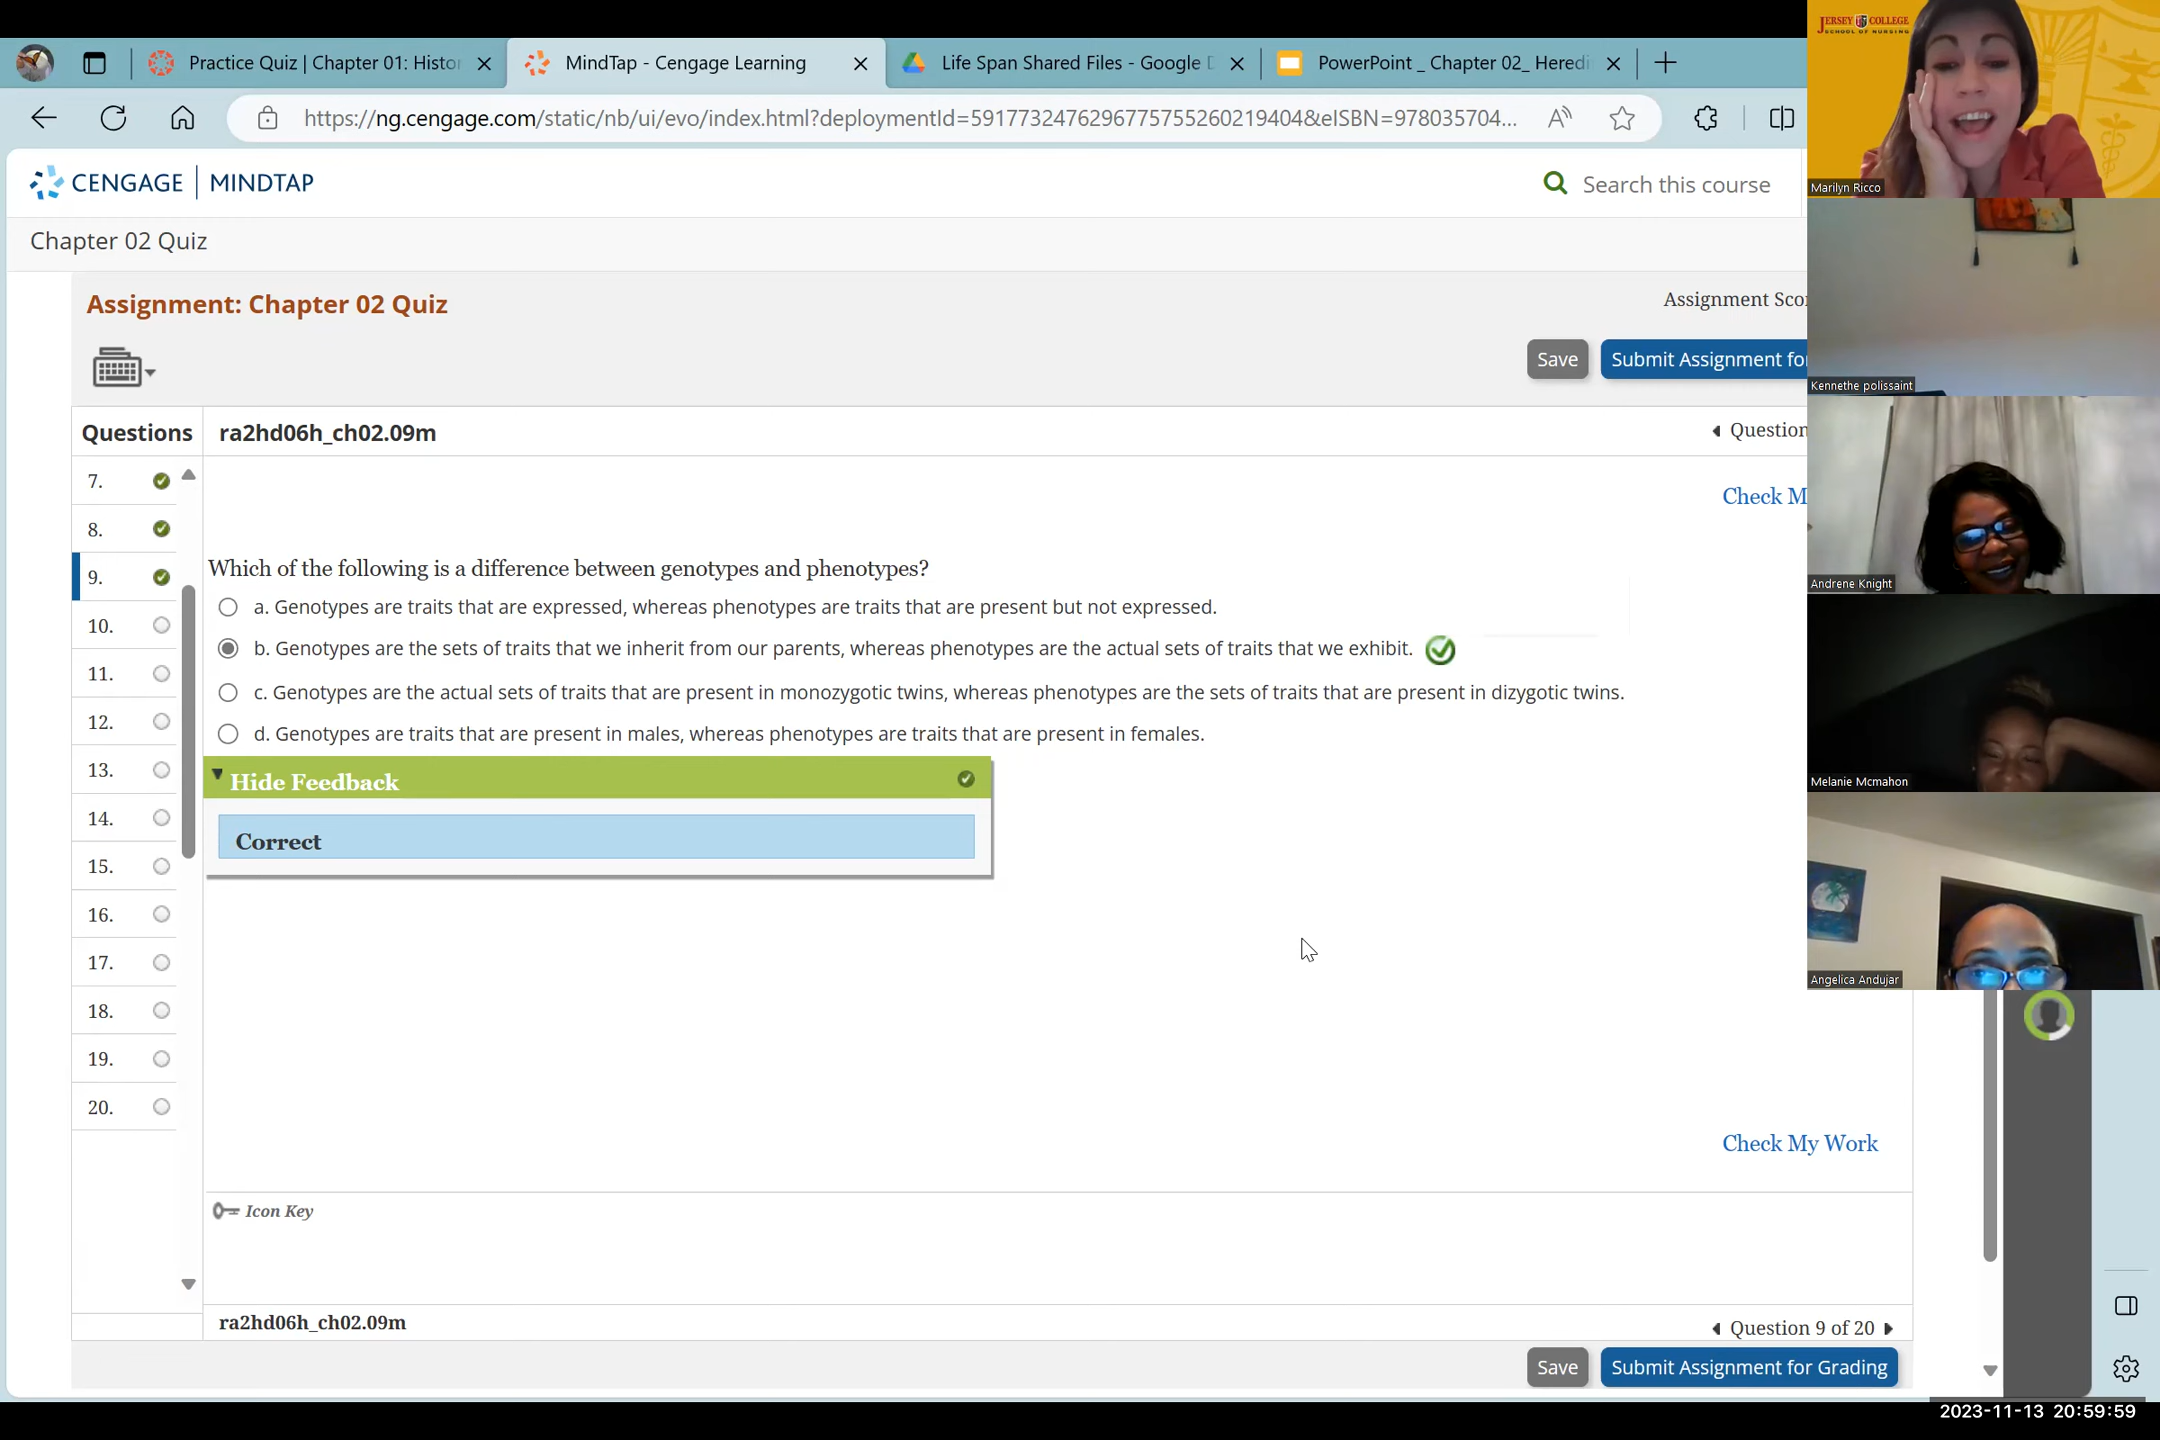 Practice Quiz | Chapter 01: Histor
MindTap - Cengage Learning
Life Span Shared Files - Google D
PowerPoint _ Chapter 02_ Heredi
https://ng.cengage.com/static/nb/ui/evo/index.html?deploymentId=59177324762967757552602194​04&eISBN=978035704...
CENGAGE | MINDTAP
Search this course
Chapter 02 Quiz
Assignment: Chapter 02 Quiz
Assignment Scor
Save
Submit Assignment for
Questions
ra2hd06h_ch02.09m
Question
7.
8.
9.
10.
11.
12.
13.
14.
15.
16.
17.
18.
19.
20.
Check M
Which of the following is a difference between genotypes and phenotypes?
a. Genotypes are traits that are expressed, whereas phenotypes are traits that are present but not expressed.
b. Genotypes are the sets of traits that we inherit from our parents, whereas phenotypes are the actual sets of traits that we exhibit.
c. Genotypes are the actual sets of traits that are present in monozygotic twins, whereas phenotypes are the sets of traits that are present in dizygotic twins.
d. Genotypes are traits that are present in males, whereas phenotypes are traits that are present in females.
Hide Feedback
Correct
Check My Work
Icon Key
ra2hd06h_ch02.09m
Question 9 of 20
Save
Submit Assignment for Grading
JERSEY COLLEGE
SCHOOL OF NURSING
Marilyn Ricco
Kennethe polissaint
Andrene Knight
Melanie Mcmahon
Angelica Andujar
2023-11-13 20:59:59